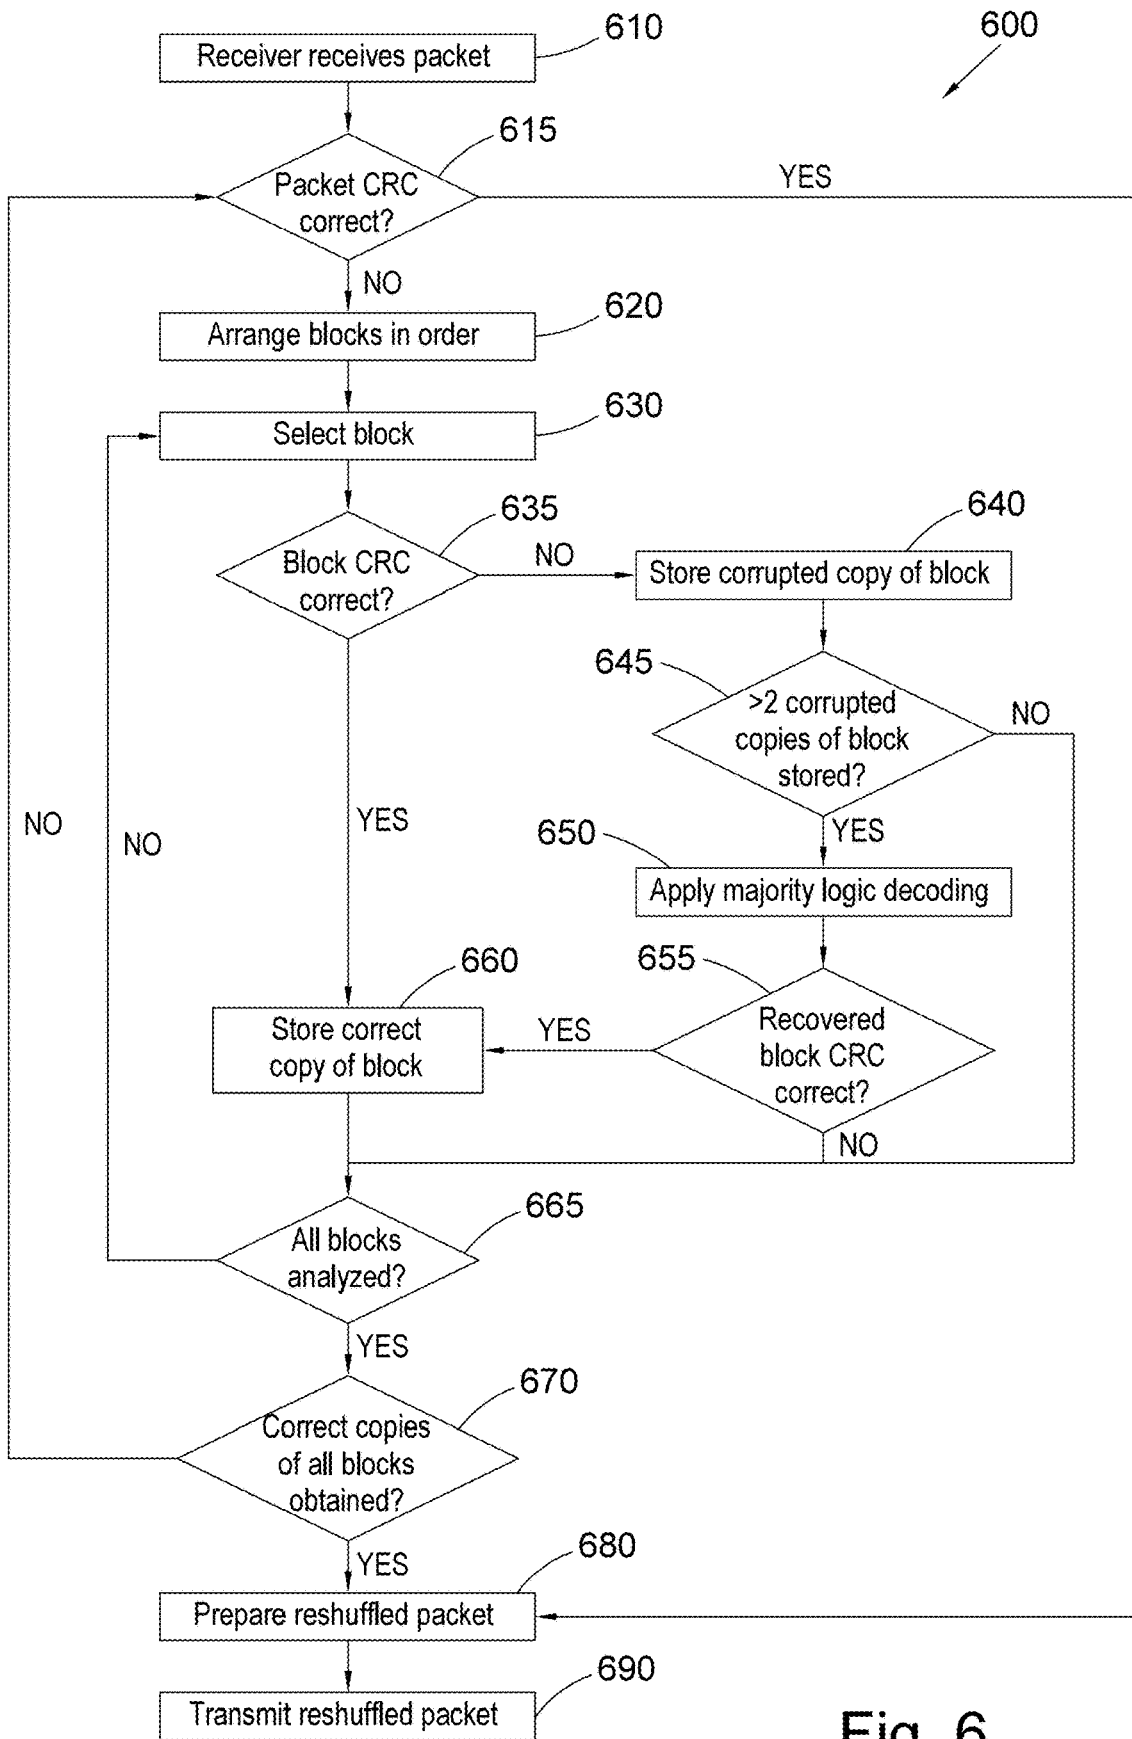 610
600
Receiver receives packet
615
Packet CRC
correct?
YES
NO
620
Arrange blocks in order
630
Select block
635
640
Block CRC
correct?
NO
Store corrupted copy of block
645
>2 corrupted
copies of block
stored?
NO
YES
NO
NO
YES
650
Apply majority logic decoding
660
655
Store correct
copy of block
YES
Recovered
block CRC
correct?
NO
665
All blocks
analyzed?
YES
670
Correct copies
of all blocks
obtained?
YES
680
Prepare reshuffled packet
690
Transmit reshuffled packet
Fig. 6